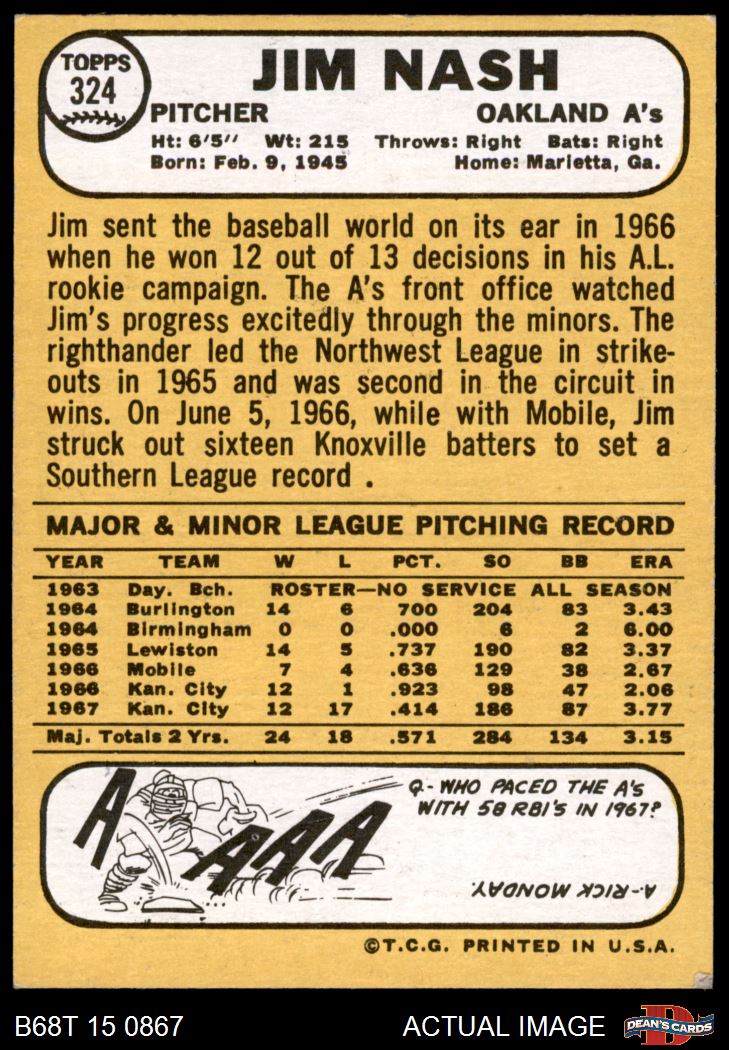 TOPPS
324
JIM NASH
PITCHER OAKLAND A's
Ht: 6'5" Wt: 215 Throws: Right Bats: Right
Born: Feb. 9, 1945 Home: Marietta, Ga.
Jim sent the baseball world on its ear in 1966
when he won 12 out of 13 decisions in his A.L.
rookie campaign. The A's front office watched
Jim's progress excitedly through the minors. The
righthander led the Northwest League in strike-
outs in 1965 and was second in the circuit in
wins. On June 5, 1966, while with Mobile, Jim
struck out sixteen Knoxville batters to set a
Southern League record .
MAJOR & MINOR LEAGUE PITCHING RECORD
YEAR TEAM W L PCT. SO BB ERA
1963 Day. Bch. ROSTER—NO SERVICE ALL SEASON
1964 Burlington 14 6 700 204 83 3.43
1964 Birmingham 0 0 .000 6 2 6.00
1965 Lewiston 14 5 .737 190 82 3.37
1966 Mobile 7 4 .636 129 38 2.67
1966 Kan. City 12 1 .923 98 47 2.06
1967 Kan. City 12 17 .414 186 87 3.77
Maj. Totals 2 Yrs. 24 18 .571 284 134 3.15
A AAA
Q-WHO PACED THE A'S
WITH 58 RBI'S IN 1967?
A-RICK MONDAY.
©T.C.G. PRINTED IN U.S.A.
B68T 15 0867 ACTUAL IMAGE
D
DEAN'S CARDS